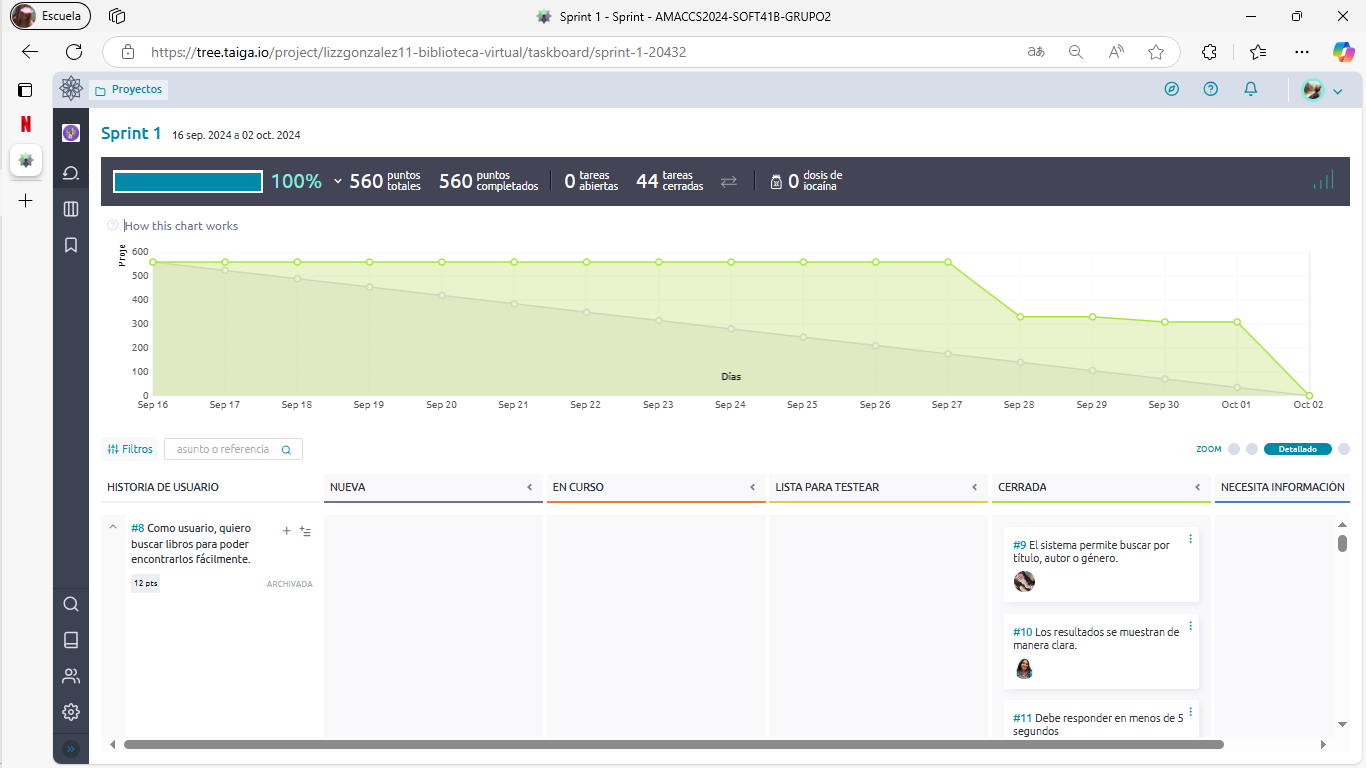 Escuela
Sprint 1 - Sprint - AMACCS2024-SOFT41B-GRUPO2
https://tree.taiga.io/project/lizzgonzalez11-biblioteca-virtual/taskboard/sprint-1-20432
aあ
Proyectos
Sprint 1 16 sep. 2024 a 02 oct. 2024
100% 560 puntos totales 560 puntos completados 0 tareas abiertas 44 tareas cerradas 0 dosis de iocaína
How this chart works
Proje
600
500
400
300
200
100
0
Días
Sep 16 Sep 17 Sep 18 Sep 19 Sep 20 Sep 21 Sep 22 Sep 23 Sep 24 Sep 25 Sep 26 Sep 27 Sep 28 Sep 29 Sep 30 Oct 01 Oct 02
Filtros asunto o referencia ZOOM Detallado
HISTORIA DE USUARIO NUEVA EN CURSO LISTA PARA TESTEAR CERRADA NECESITA INFORMACIÓN
#8 Como usuario, quiero
buscar libros para poder
encontrarlos fácilmente.
12 pts ARCHIVADA
#9 El sistema permite buscar por
título, autor o género.
#10 Los resultados se muestran de
manera clara.
#11 Debe responder en menos de 5
segundos